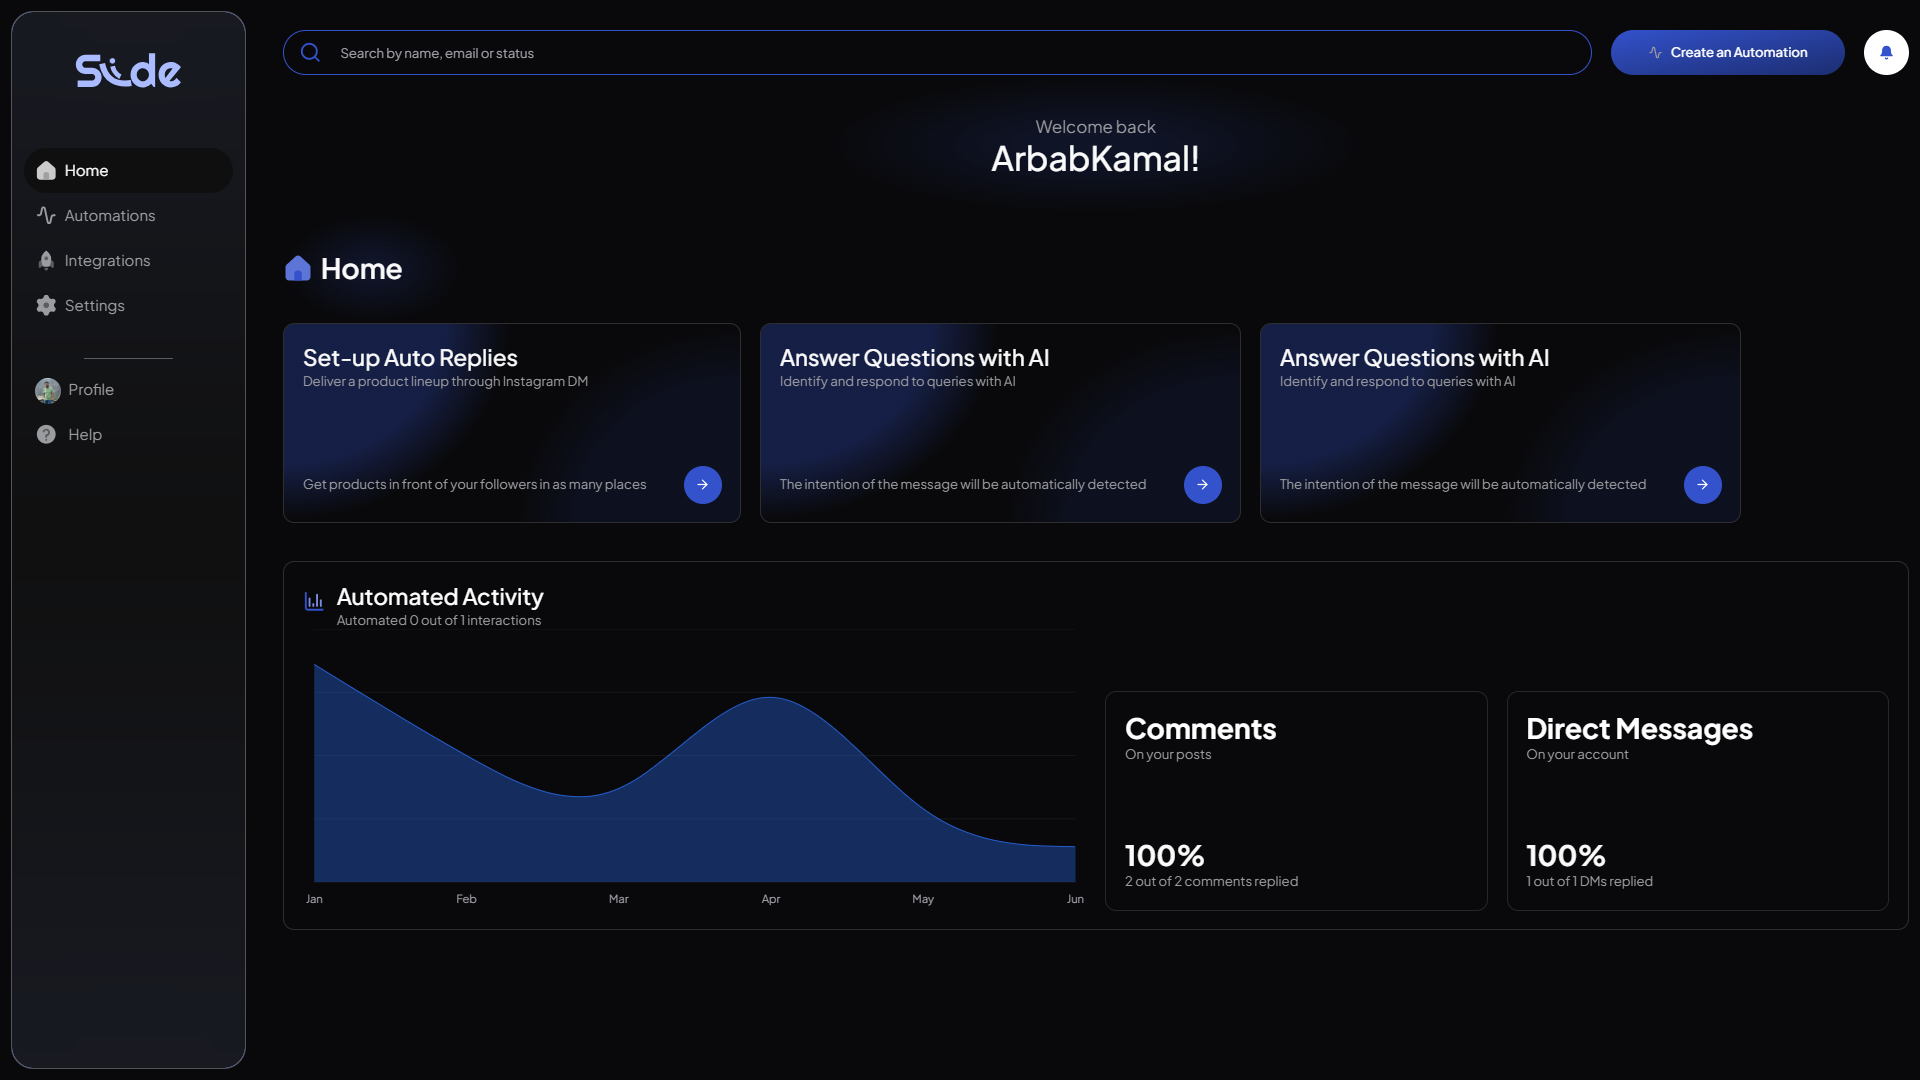 Slide
Home
Automations
Integrations
Settings
Profile
Help
Search by name, email or status
Create an Automation
Welcome back
ArbabKamal!
Home
Set-up Auto Replies
Deliver a product lineup through Instagram DM
Get products in front of your followers in as many places
Answer Questions with AI
Identify and respond to queries with AI
The intention of the message will be automatically detected
Answer Questions with AI
Identify and respond to queries with AI
The intention of the message will be automatically detected
Automated Activity
Automated 0 out of 1 interactions
Jan
Feb
Mar
Apr
May
Jun
Comments
On your posts
100%
2 out of 2 comments replied
Direct Messages
On your account
100%
1 out of 1 DMs replied